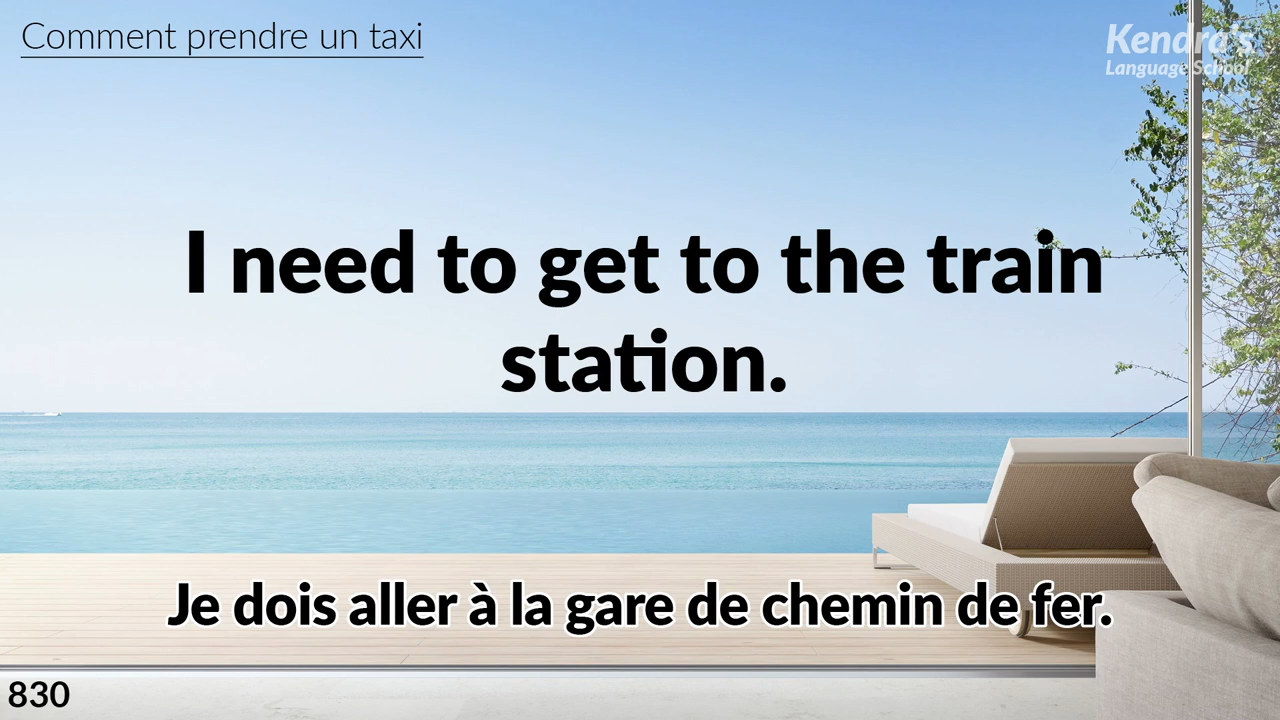 Comment prendre un taxi
Kendra's
Language School
I need to get to the train
station.
Je dois aller à la gare de chemin de fer.
830